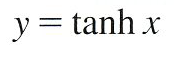 y = tanh x